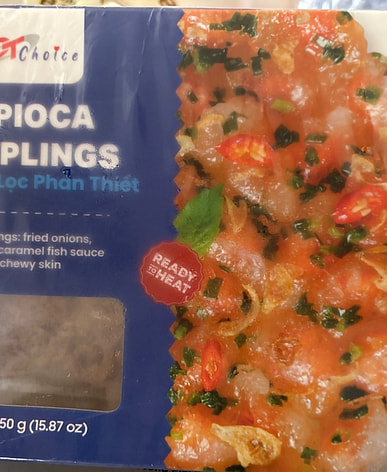 Choice
PIOCA
PLINGS
Lọc Phan Thiết
ngs: fried onions,
caramel fish sauce
chewy skin
READY
TO
HEAT
50 g (15.87 oz)